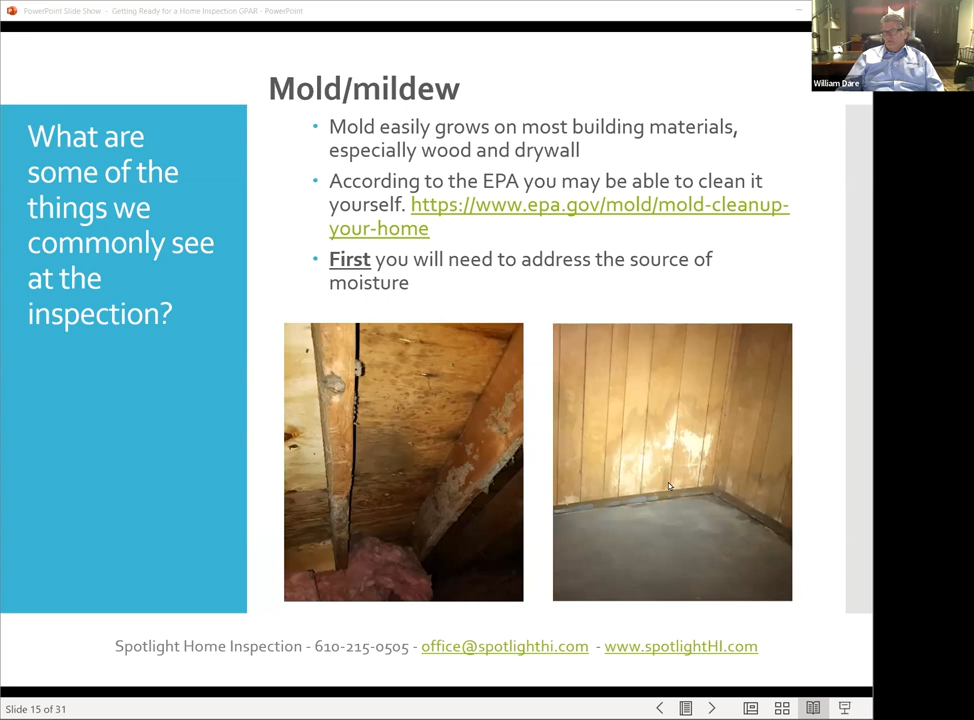 PowerPoint Slide Show - Getting Ready for a Home Inspection GPAR - PowerPoint
William Dare
What are
some of the
things we
commonly see
at the
inspection?
Mold/mildew
• Mold easily grows on most building materials,
especially wood and drywall
• According to the EPA you may be able to clean it
yourself. https://www.epa.gov/mold/mold-cleanup-
your-home
• First you will need to address the source of
moisture
Spotlight Home Inspection - 610-215-0505 - office@spotlighthi.com - www.spotlightHI.com
Slide 15 of 31